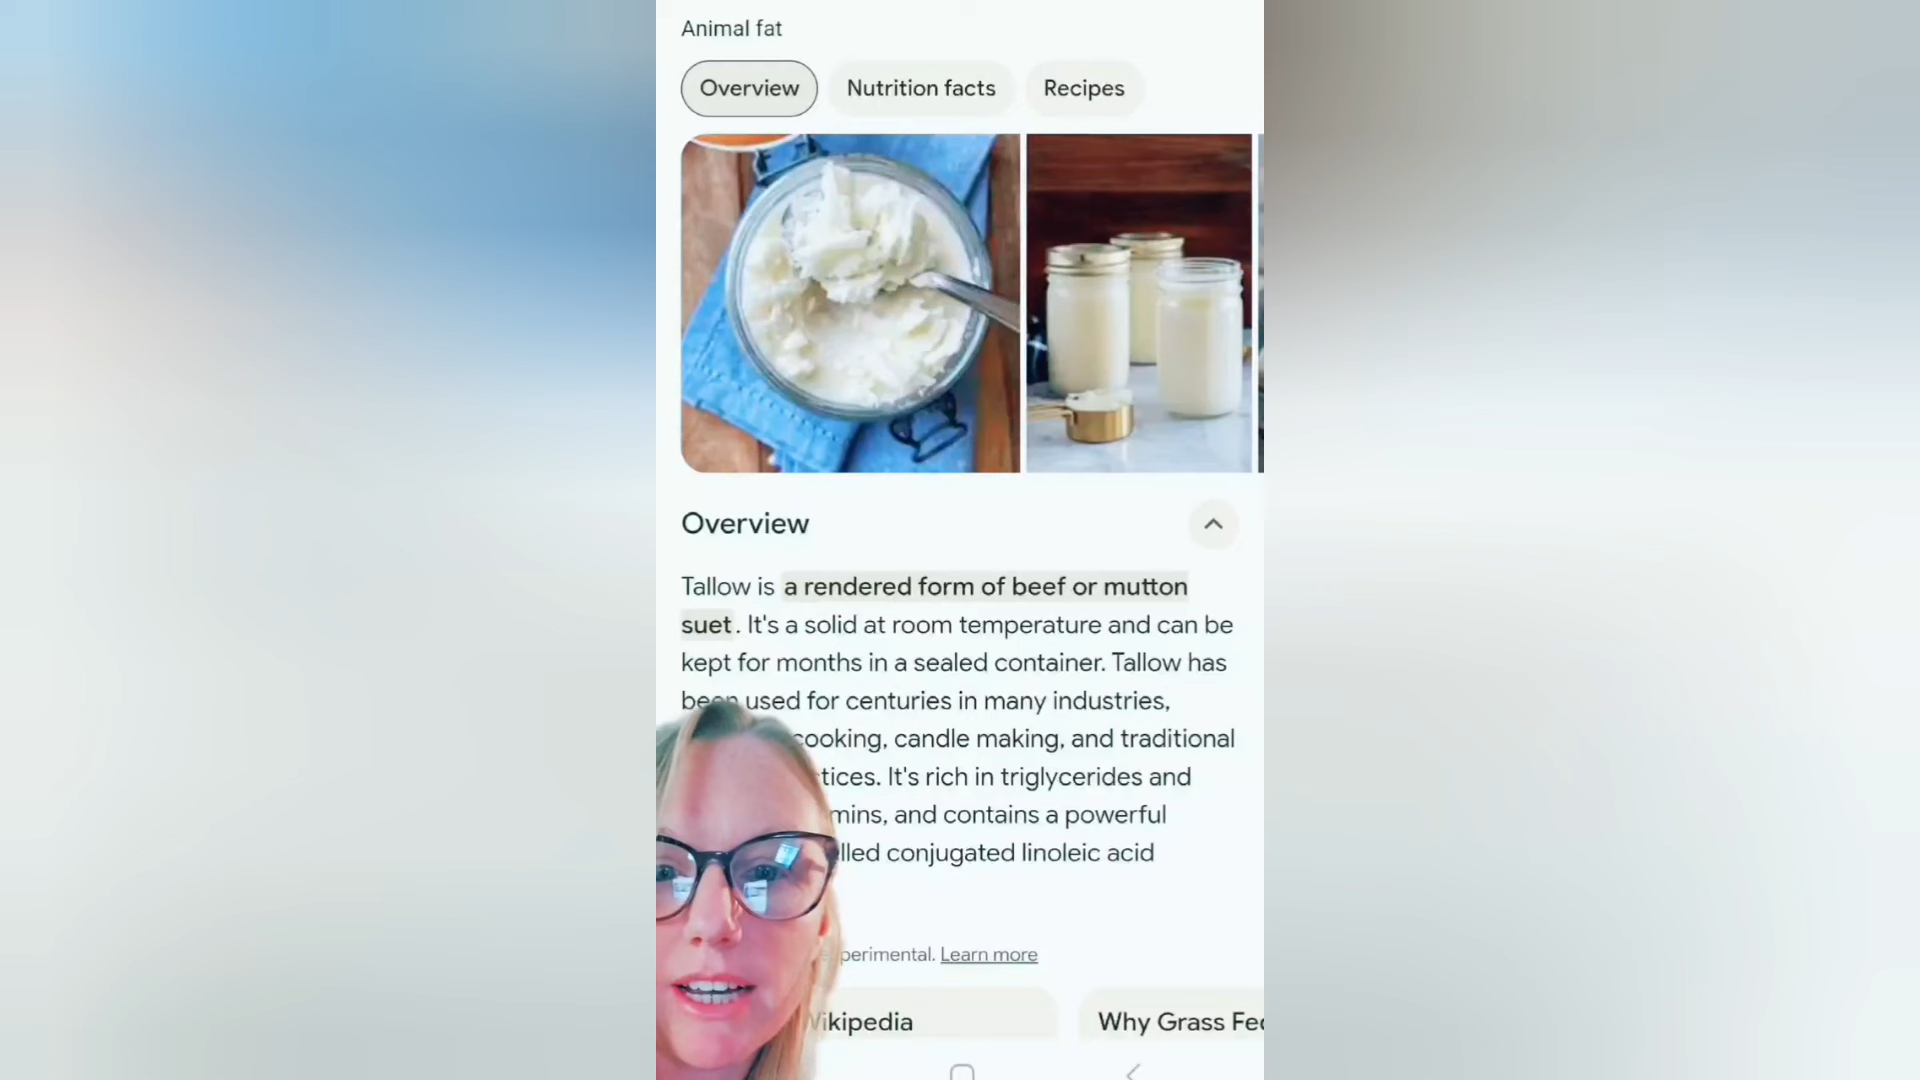 Animal fat
Overview
Nutrition facts
Recipes
Overview
Tallow is a rendered form of beef or mutton
suet. It's a solid at room temperature and can be
kept for months in a sealed container. Tallow has
been used for centuries in many industries,
cooking, candle making, and traditional
tices. It's rich in triglycerides and
mins, and contains a powerful
lled conjugated linoleic acid
perimental. Learn more
Wikipedia
Why Grass Fe